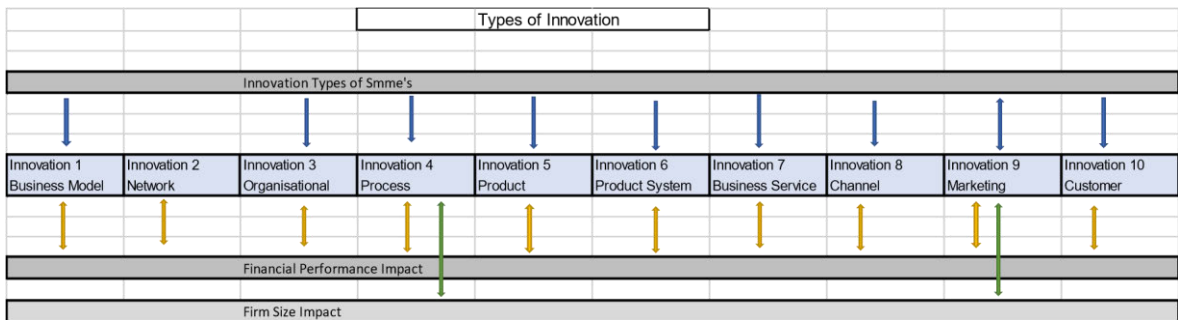 Types of Innovation
Innovation Types of Smme's
Innovation 1 Innovation 2 Innovation 3 Innovation 4 Innovation 5 Innovation 6 Innovation 7 Innovation 8 Innovation 9 Innovation 10
Business Model Network Organisational Process Product Product System Business Service Channel Marketing Customer
Financial Performance Impact
Firm Size Impact